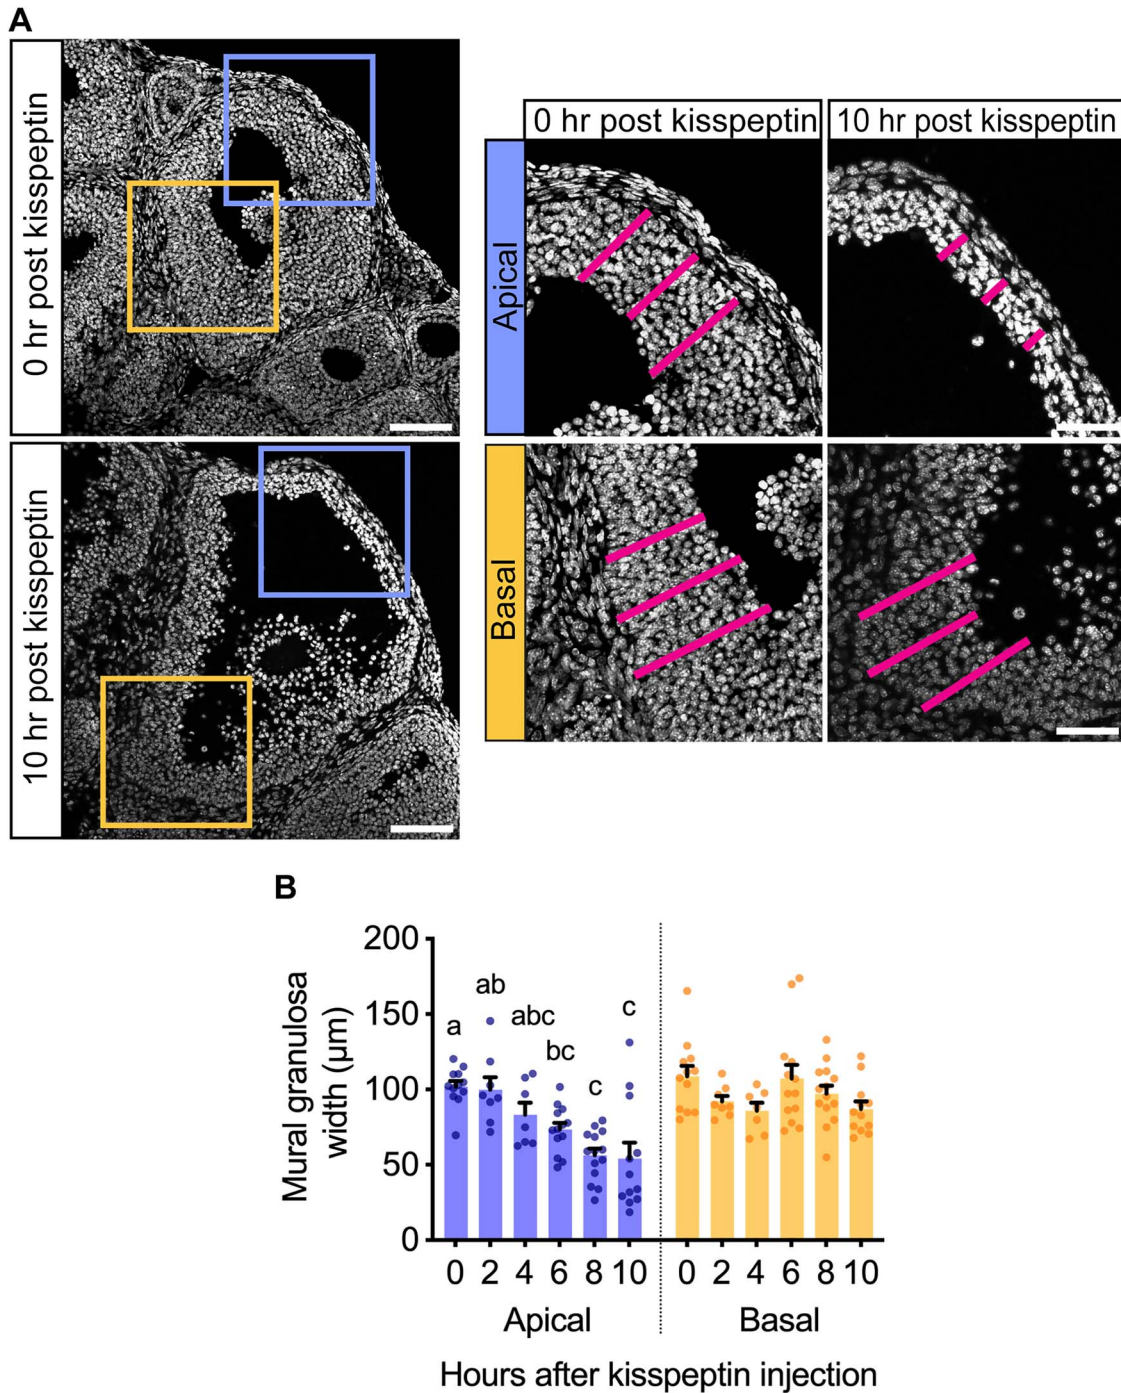 A
0 hr post kisspeptin
10 hr post kisspeptin
0 hr post kisspeptin
10 hr post kisspeptin
Apical
Basal
B
Mural granulosa
width (µm)
200
150
100
50
0
a
ab
abc
bc
c
c
0 2 4 6 8 10
0 2 4 6 8 10
Apical
Basal
Hours after kisspeptin injection